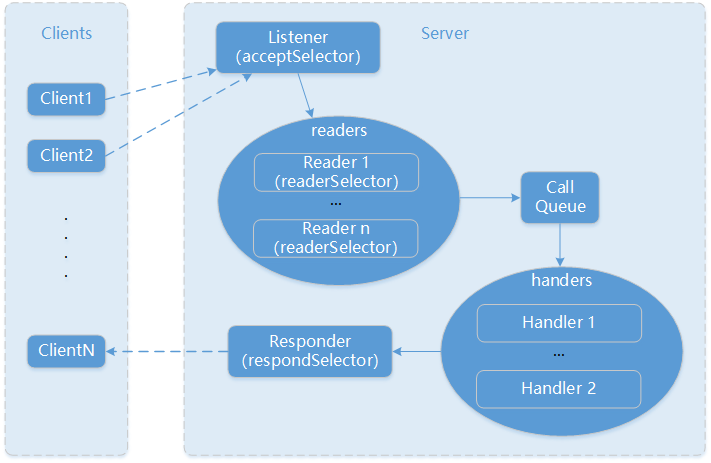 Clients
Client1
Client2
.
.
.
.
ClientN
Server
Listener
(acceptSelector)
readers
Reader 1
(readerSelector)
...
Reader n
(readerSelector)
Call
Queue
handers
Handler 1
...
Handler 2
Responder
(respondSelector)